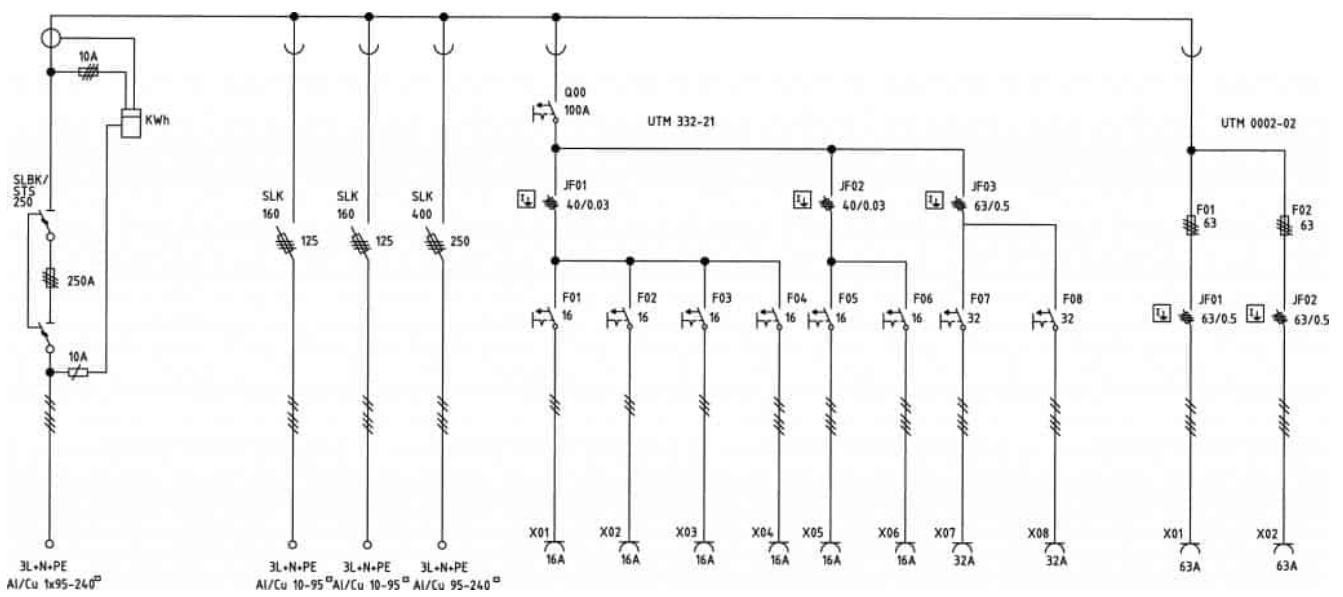 10A
KWh
SLBK/
STS
250
250A
10A
3L+N+PE
Al/Cu 1x95-240□
SLK
160
125
3L+N+PE
Al/Cu 10-95□
SLK
160
125
3L+N+PE
Al/Cu 10-95□
SLK
400
250
3L+N+PE
Al/Cu 95-240□
Q00
100A
UTM 332-21
JF01
40/0.03
JF02
40/0.03
JF03
63/0.5
F01
16
F02
16
F03
16
F04
16
F05
16
F06
16
F07
32
F08
32
X01
16A
X02
16A
X03
16A
X04
16A
X05
16A
X06
16A
X07
32A
X08
32A
UTM 0002-02
F01
63
F02
63
JF01
63/0.5
JF02
63/0.5
X01
63A
X02
63A